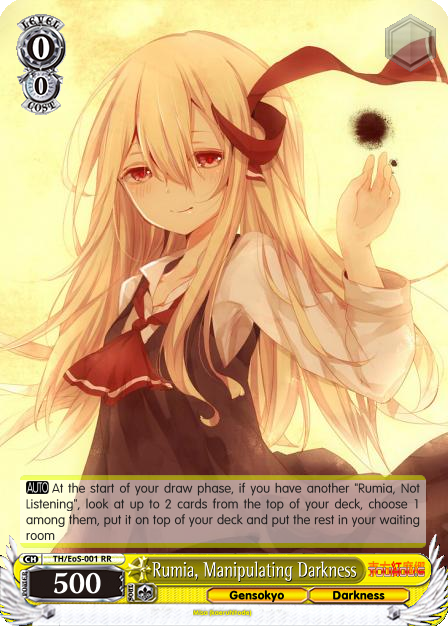 LEVEL
0
0
COST
AUTO At the start of your draw phase, if you have another "Rumia, Not
Listening", look at up to 2 cards from the top of your deck, choose 1
among them, put it on top of your deck and put the rest in your waiting
room
CH TH/EoS-001 RR
POWER 500 SOUL Rumia, Manipulating Darkness
Gensokyo Darkness